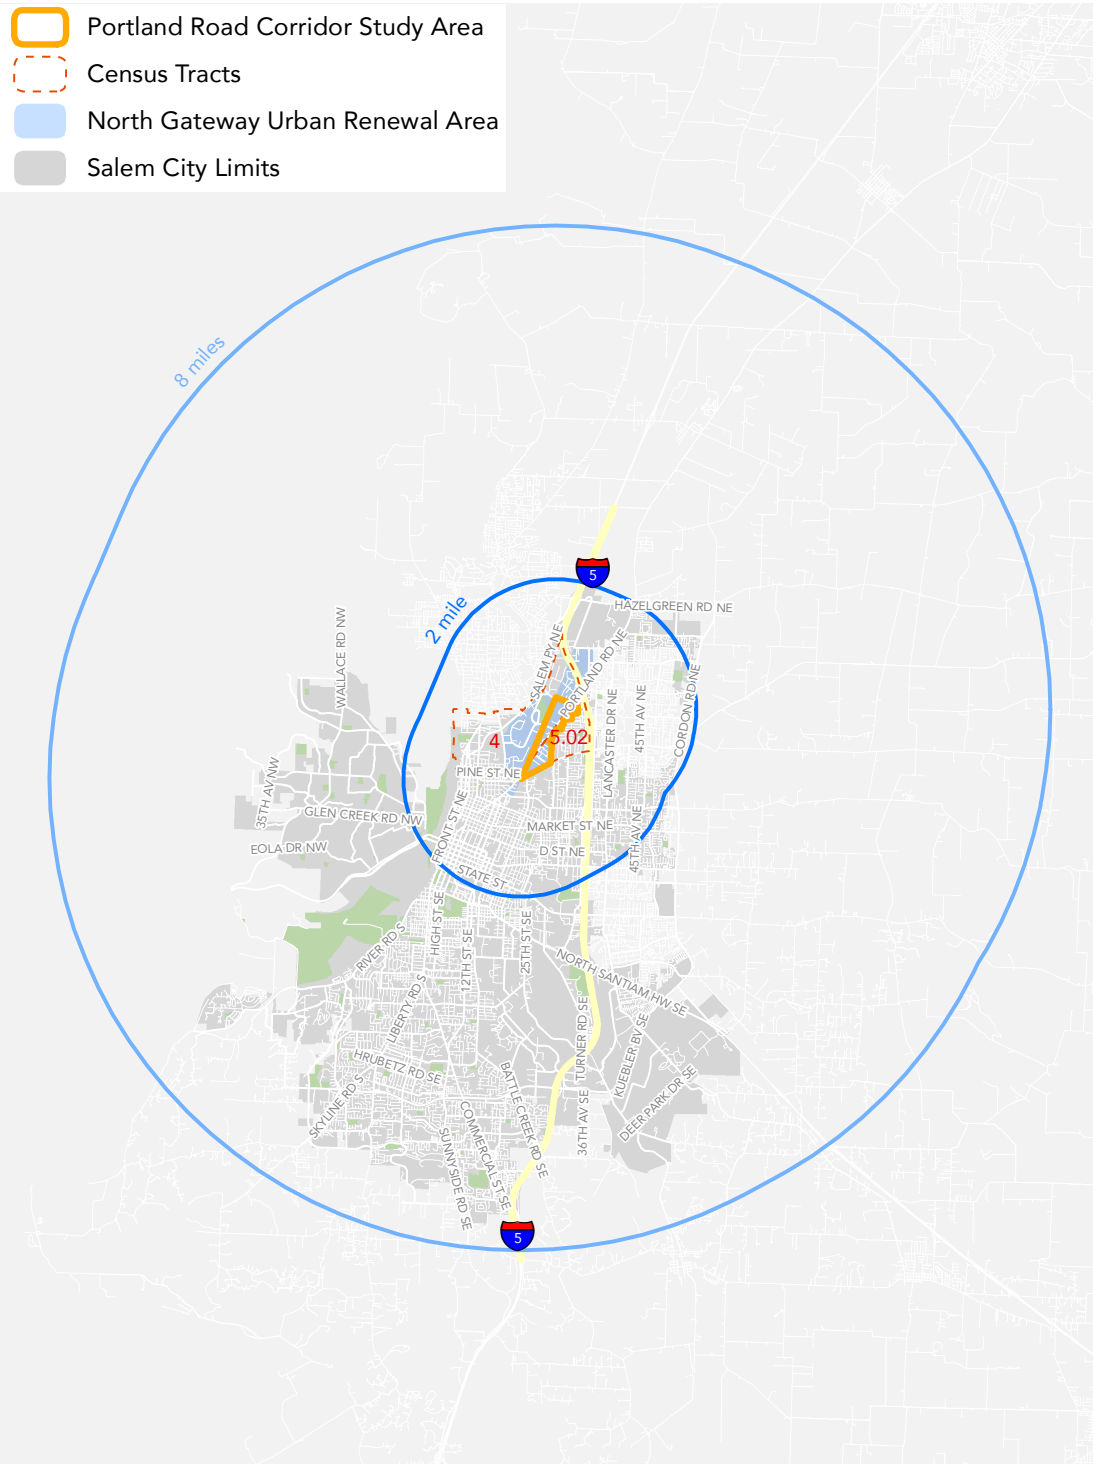 Portland Road Corridor Study Area
Census Tracts
North Gateway Urban Renewal Area
Salem City Limits
8 miles
5
2 mile
HAZELGREEN RD NE
WALLACE RD NW
SALEM PY NE
PORTLAND RD NE
CORDON RD NE
LANCASTER DR NE
45TH AV NE
4
5.02
PINE ST NE
35TH AV NW
GLEN CREEK RD NW
FRONT ST NE
MARKET ST NE
45TH AV NE
EOLA DR NW
D ST NE
STATE ST
HIGH ST SE
RIVER RD S
12TH ST SE
25TH ST SE
NORTH SANTIAM HW SE
LIBERTY RD S
TURNER RD SE
KUEBLER BV SE
HRUBETZ RD SE
SKYLINE RD S
BATTLE CREEK RD SE
36TH AV SE
DEER PARK DR SE
COMMERCIAL ST SE
SUNNYSIDE RD SE
5